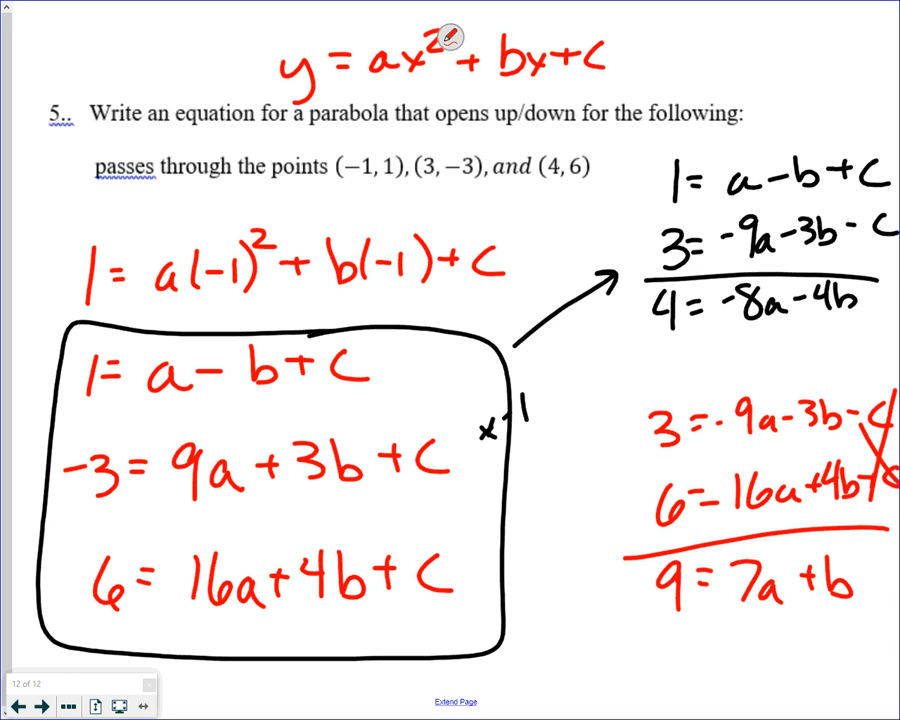 y = ax² + bx + c
5.. Write an equation for a parabola that opens up/down for the following:
passes through the points (−1, 1), (3, −3), and (4, 6)
1 = a(-1)² + b(-1) + c
1 = a - b + c
-3 = 9a + 3b + c
x -1
6 = 16a + 4b + c
1 = a - b + c
3 = -9a - 3b - c
4 = -8a - 4b
3 = -9a - 3b - c
6 = 16a + 4b + c
9 = 7a + b
12 of 12
Extend Page